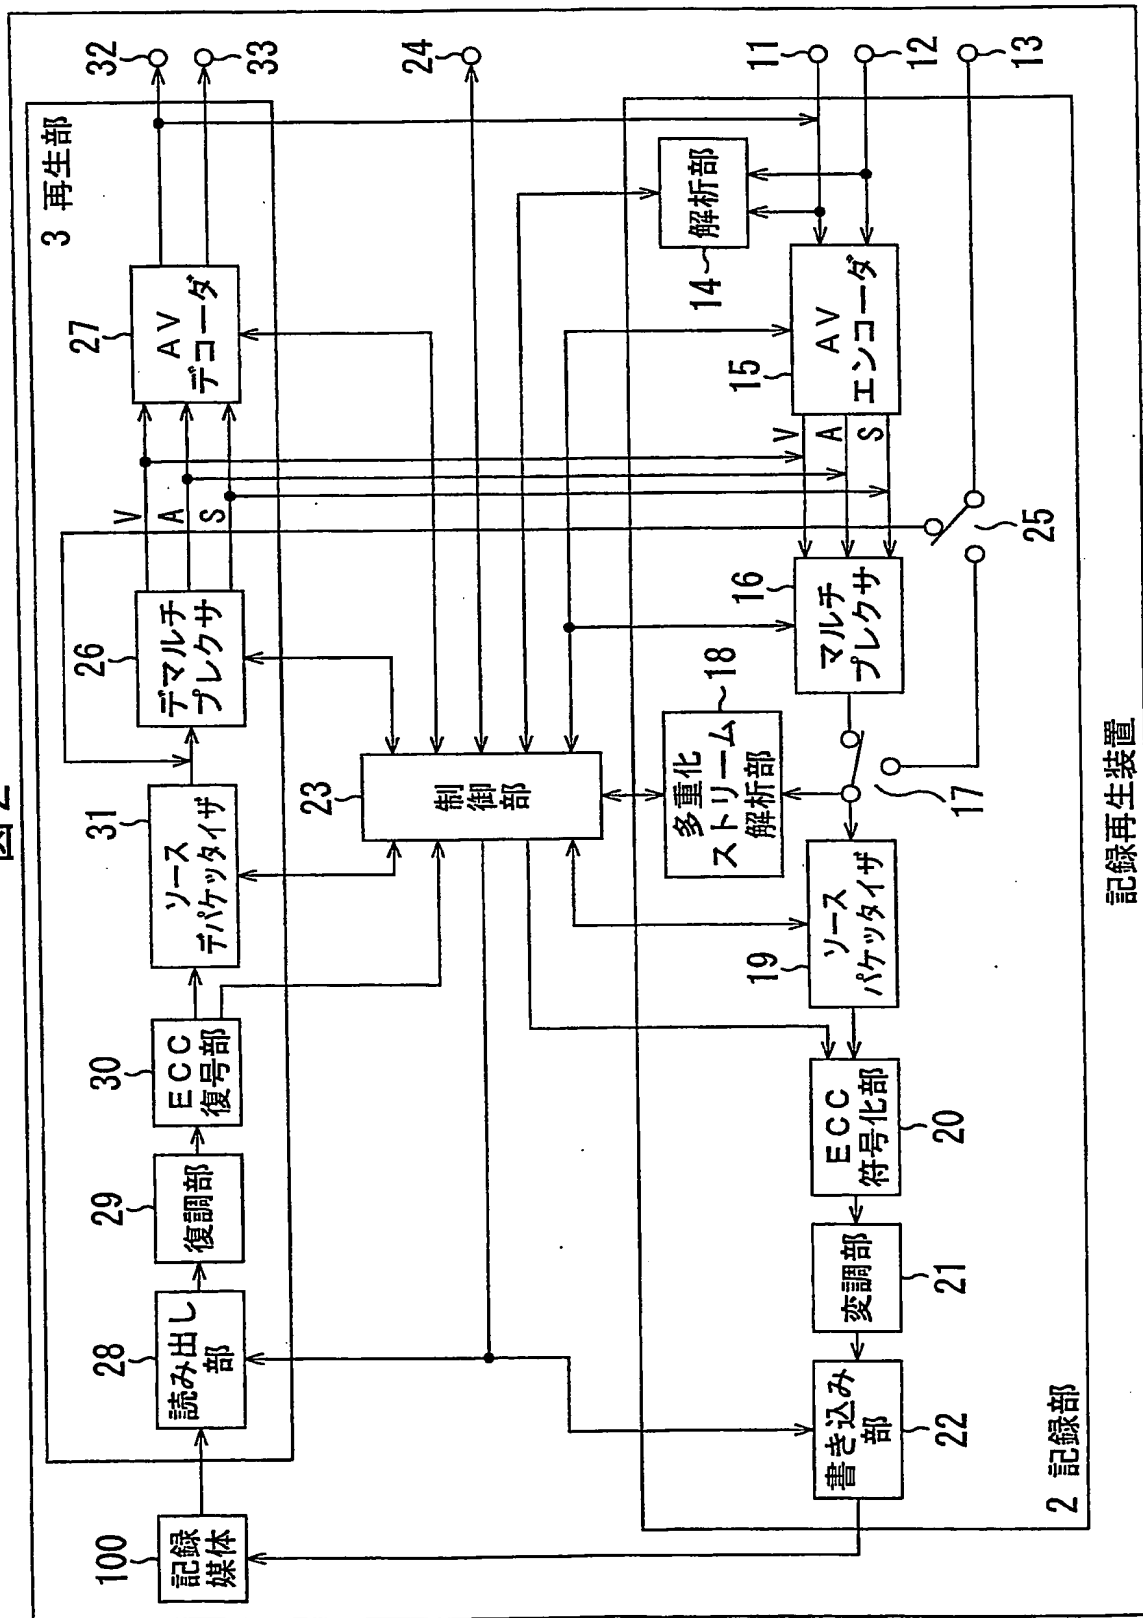 図2
3 再生部
100
記録
媒体
28
読み出し
部
29
復調部
30
ECC
復号部
31
ソース
デパケッタイザ
26
デマルチ
プレクサ
V
A
S
27
AV
デコーダ
32
33
23
制御部
24
2 記録部
22
書き込み
部
21
変調部
20
ECC
符号化部
19
ソース
パケッタイザ
18
多重化
ストリーム
解析部
17
16
マルチ
プレクサ
25
V
A
S
15
AV
エンコーダ
14
解析部
11
12
13
記録再生装置